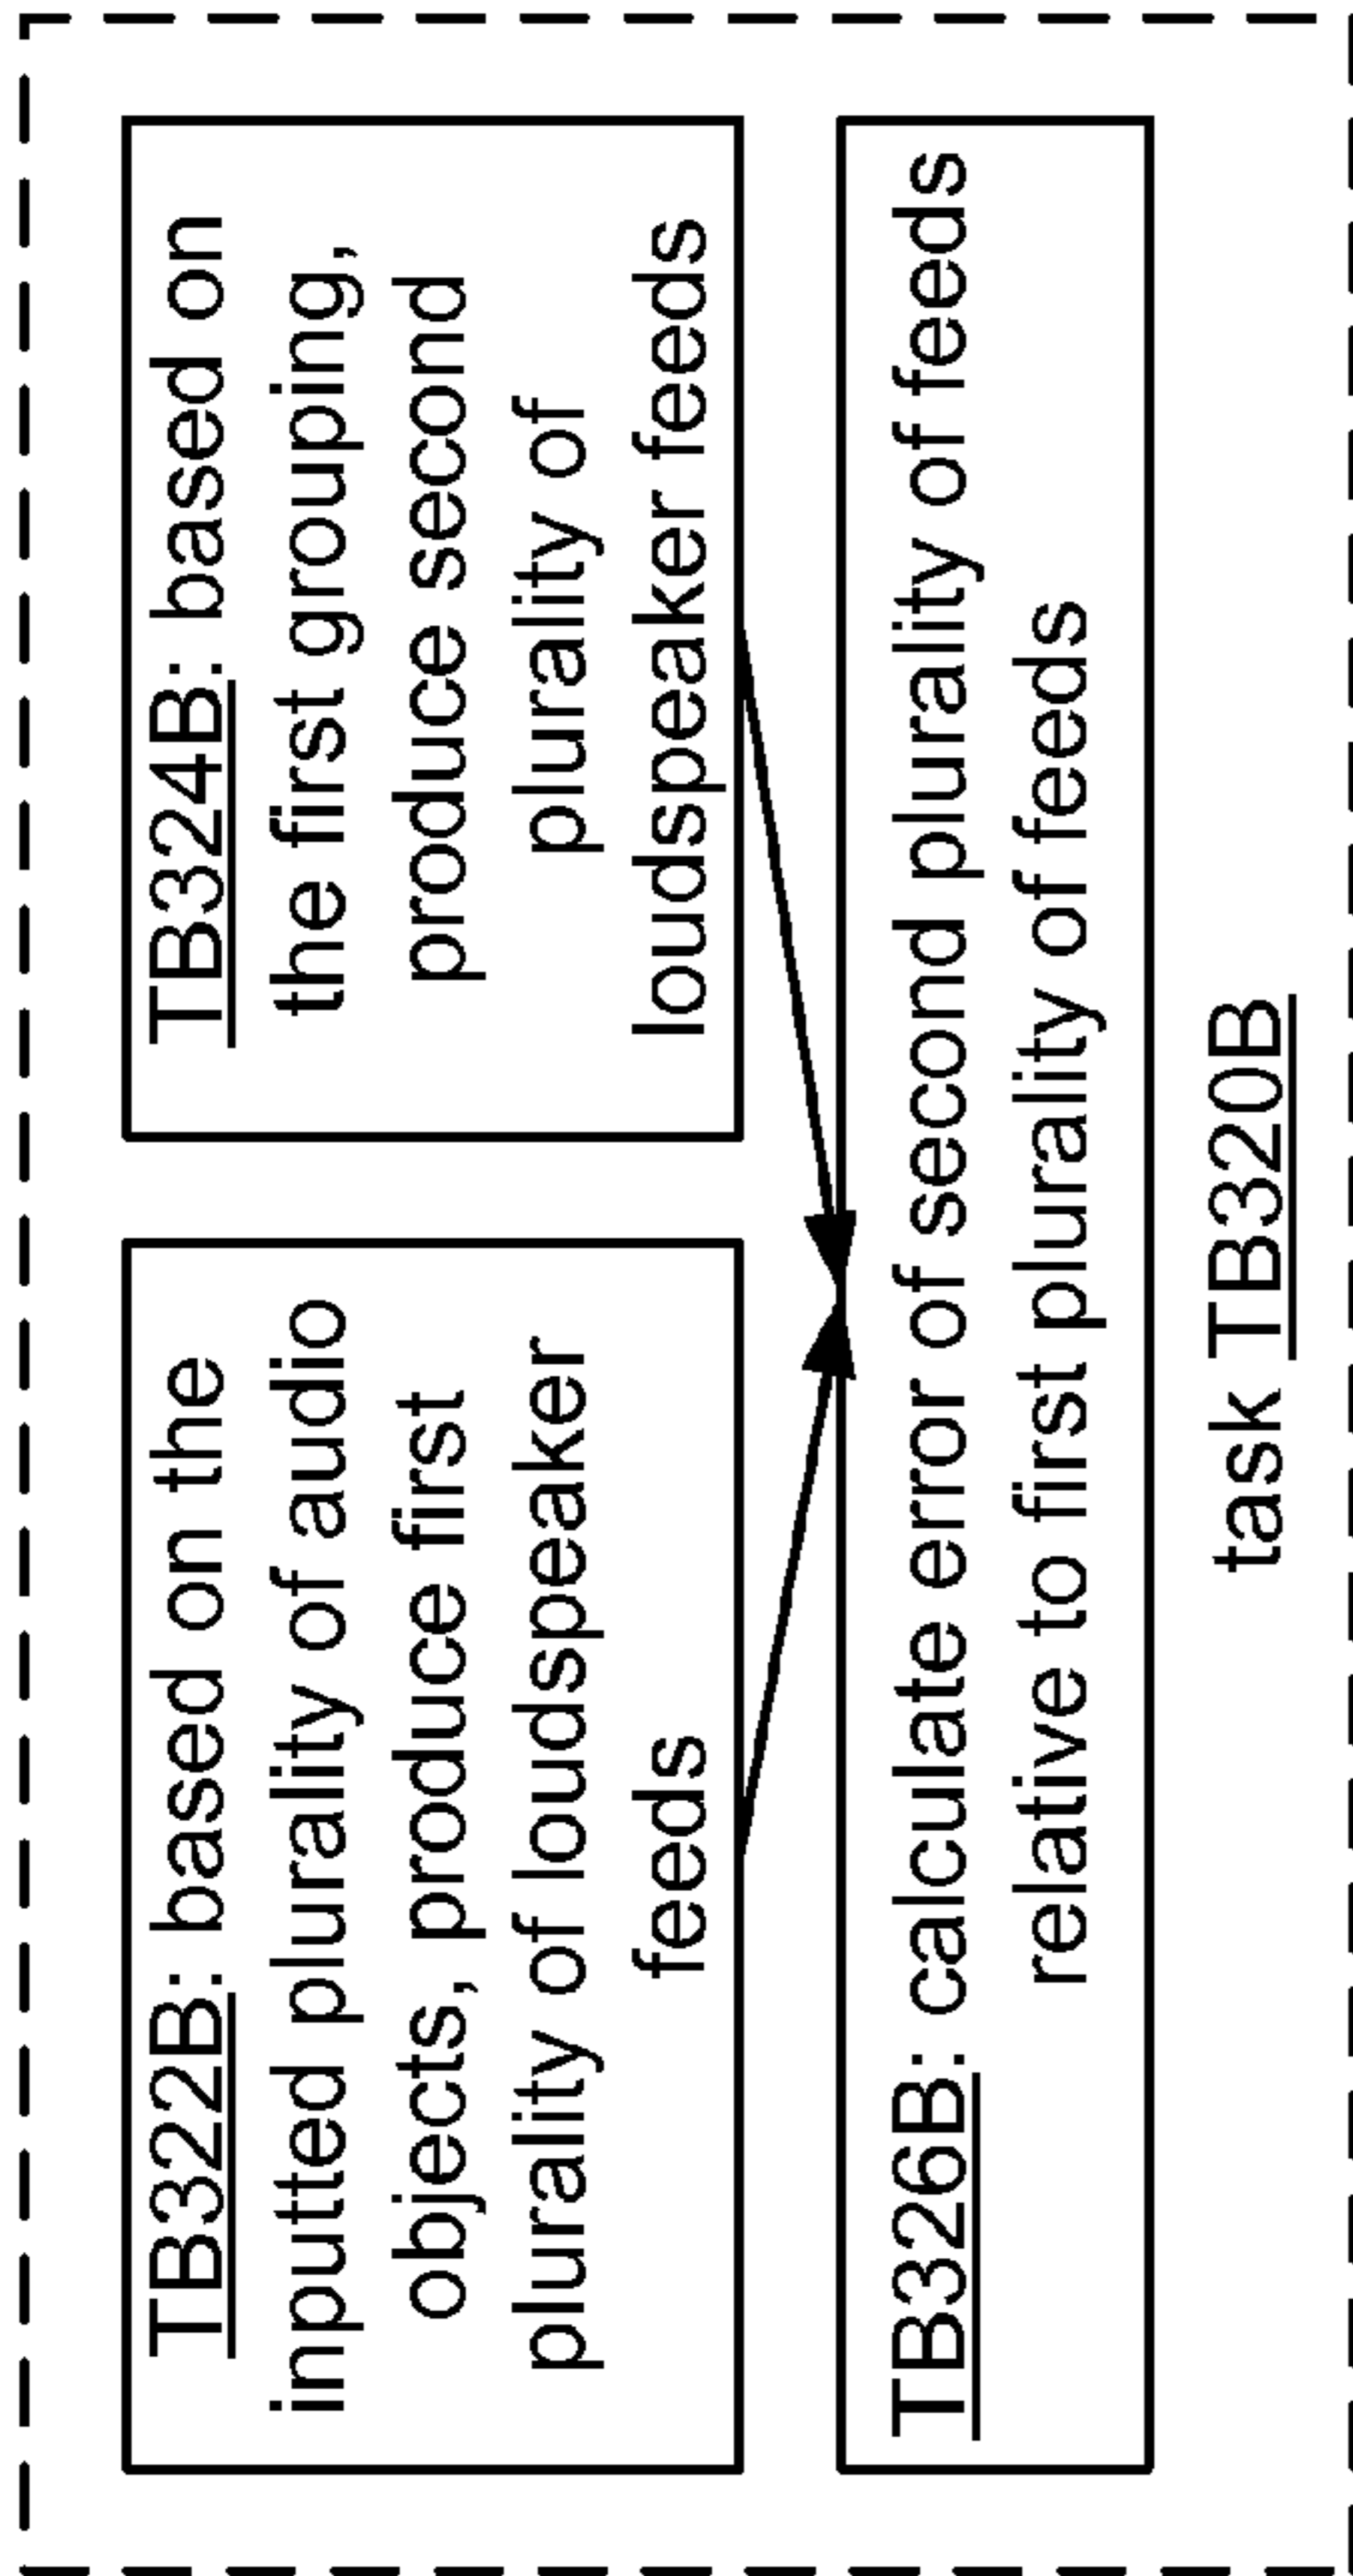 TB322B: based on the
inputted plurality of audio
objects, produce first
plurality of loudspeaker
feeds
TB324B: based on
the first grouping,
produce second
plurality of
loudspeaker feeds
TB326B: calculate error of second plurality of feeds
relative to first plurality of feeds
task TB320B